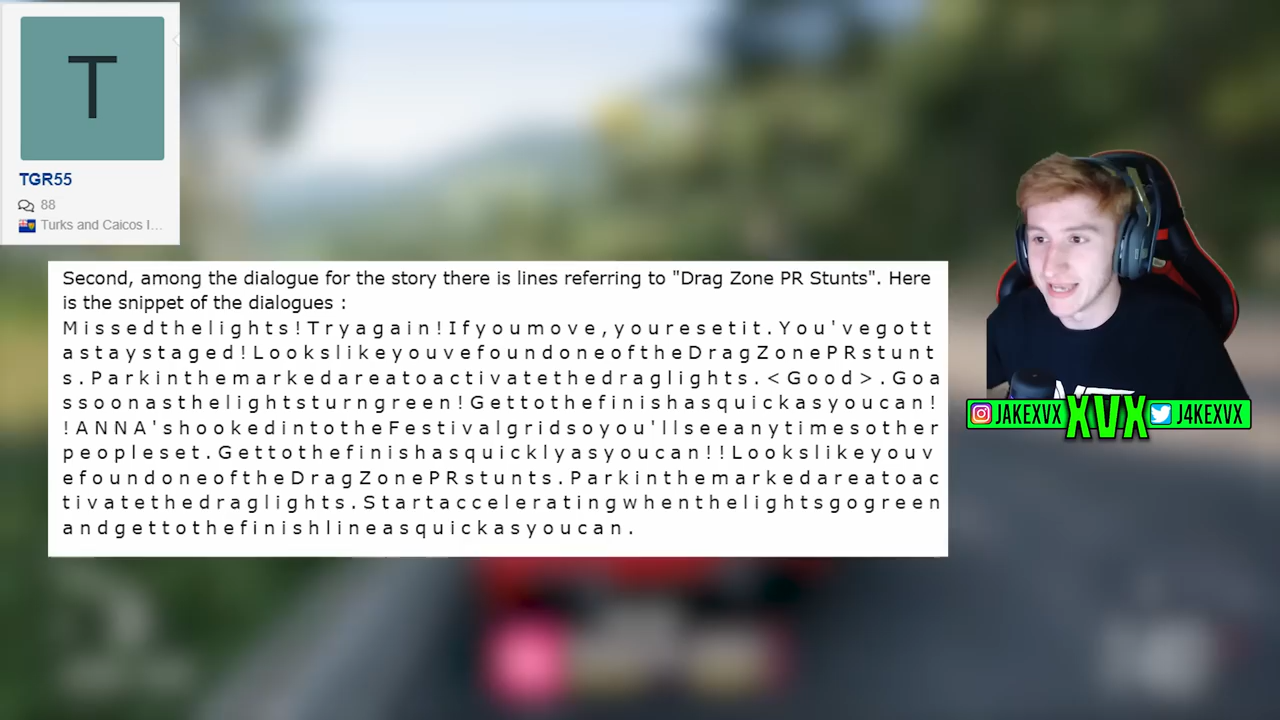 T
TGR55
88
Turks and Caicos I...
Second, among the dialogue for the story there is lines referring to "Drag Zone PR Stunts". Here
is the snippet of the dialogues :
M i s s e d t h e l i g h t s ! T r y a g a i n ! I f y o u m o v e , y o u r e s e t i t . Y o u ' v e g o t t
a s t a y s t a g e d ! L o o k s l i k e y o u v e f o u n d o n e o f t h e D r a g Z o n e P R s t u n t
s . P a r k i n t h e m a r k e d a r e a t o a c t i v a t e t h e d r a g l i g h t s . < G o o d > . G o a
s s o o n a s t h e l i g h t s t u r n g r e e n ! G e t t o t h e f i n i s h a s q u i c k a s y o u c a n !
! A N N A ' s h o o k e d i n t o t h e F e s t i v a l g r i d s o y o u ' l l s e e a n y t i m e s o t h e r
p e o p l e s e t . G e t t o t h e f i n i s h a s q u i c k l y a s y o u c a n ! ! L o o k s l i k e y o u v
e f o u n d o n e o f t h e D r a g Z o n e P R s t u n t s . P a r k i n t h e m a r k e d a r e a t o a c
t i v a t e t h e d r a g l i g h t s . S t a r t a c c e l e r a t i n g w h e n t h e l i g h t s g o g r e e n
a n d g e t t o t h e f i n i s h l i n e a s q u i c k a s y o u c a n .
JAKEXVX XVX J4KEXVX